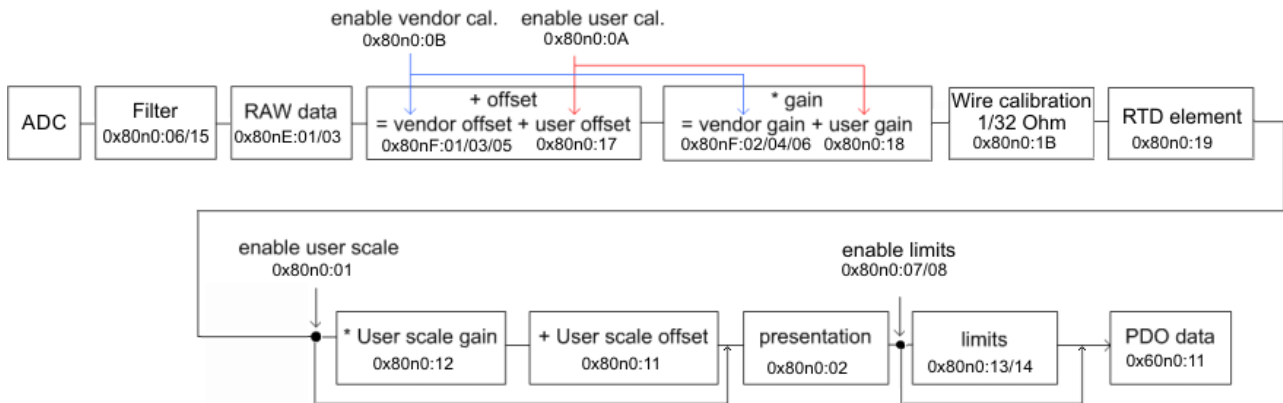 enable vendor cal.
0x80n0:0B
enable user cal.
0x80n0:0A
ADC
Filter
0x80n0:06/15
RAW data
0x80nE:01/03
+ offset
= vendor offset + user offset
0x80nF:01/03/05 0x80n0:17
* gain
= vendor gain + user gain
0x80nF:02/04/06 0x80n0:18
Wire calibration
1/32 Ohm
0x80n0:1B
RTD element
0x80n0:19
enable user scale
0x80n0:01
enable limits
0x80n0:07/08
* User scale gain
0x80n0:12
+ User scale offset
0x80n0:11
presentation
0x80n0:02
limits
0x80n0:13/14
PDO data
0x60n0:11